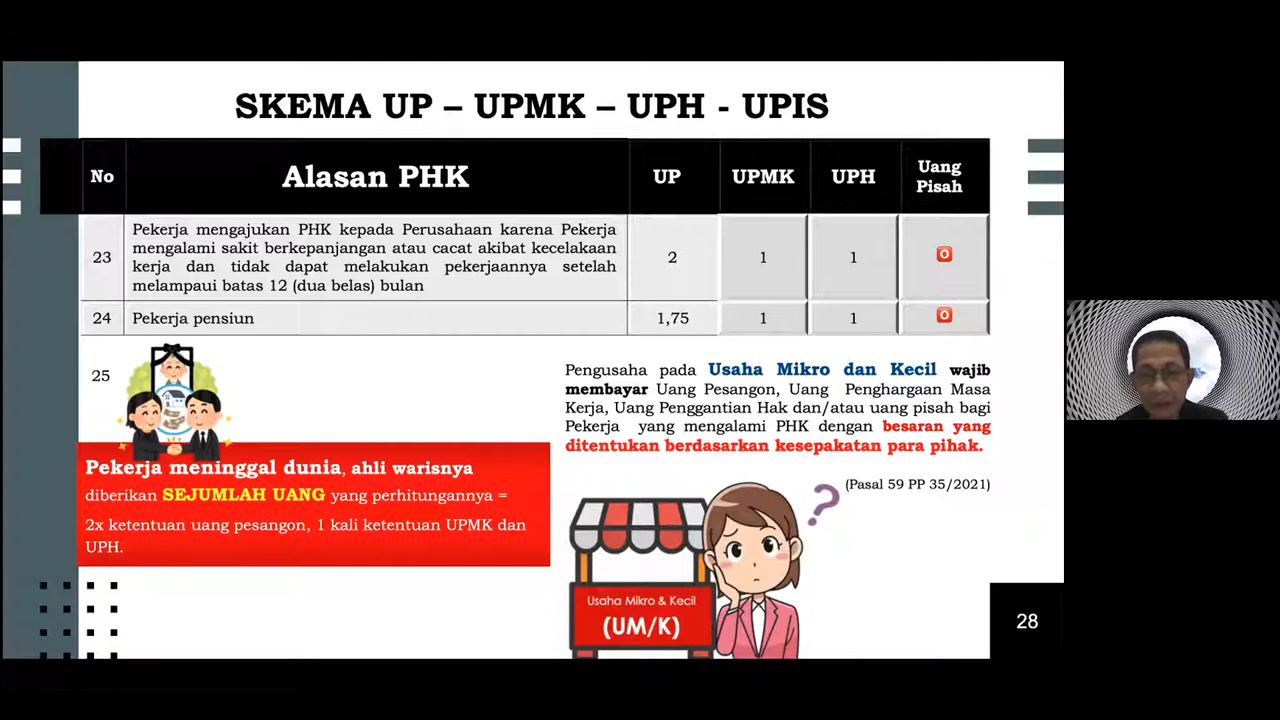 SKEMA UP – UPMK – UPH - UPIS
No Alasan PHK UP UPMK UPH Uang Pisah
23 Pekerja mengajukan PHK kepada Perusahaan karena Pekerja
mengalami sakit berkepanjangan atau cacat akibat kecelakaan
kerja dan tidak dapat melakukan pekerjaannya setelah
melampaui batas 12 (dua belas) bulan
2 1 1 O
24 Pekerja pensiun 1,75 1 1 O
25
Pekerja meninggal dunia, ahli warisnya
diberikan SEJUMLAH UANG yang perhitungannya =
2x ketentuan uang pesangon, 1 kali ketentuan UPMK dan
UPH.
Pengusaha pada Usaha Mikro dan Kecil wajib
membayar Uang Pesangon, Uang Penghargaan Masa
Kerja, Uang Penggantian Hak dan/atau uang pisah bagi
Pekerja yang mengalami PHK dengan besaran yang
ditentukan berdasarkan kesepakatan para pihak.
(Pasal 59 PP 35/2021)
Usaha Mikro & Kecil
(UM/K)
28